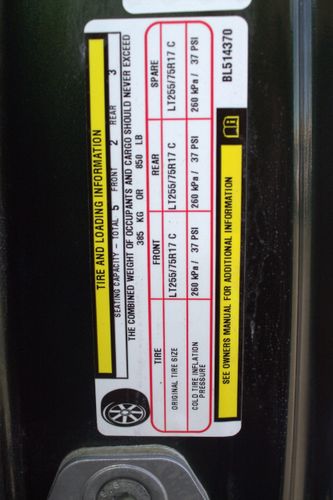 TIRE AND LOADING INFORMATION
SEATING CAPACITY - TOTAL 5 FRONT 2 REAR 3
THE COMBINED WEIGHT OF OCCUPANTS AND CARGO SHOULD NEVER EXCEED
385 KG OR 850 LB
TIRE FRONT REAR SPARE
ORIGINAL TIRE SIZE LT255/75R17 C LT255/75R17 C LT255/75R17 C
COLD TIRE INFLATION
PRESSURE 260 kPa / 37 PSI 260 kPa / 37 PSI 260 kPa / 37 PSI
SEE OWNERS MANUAL FOR ADDITIONAL INFORMATION
BL514370